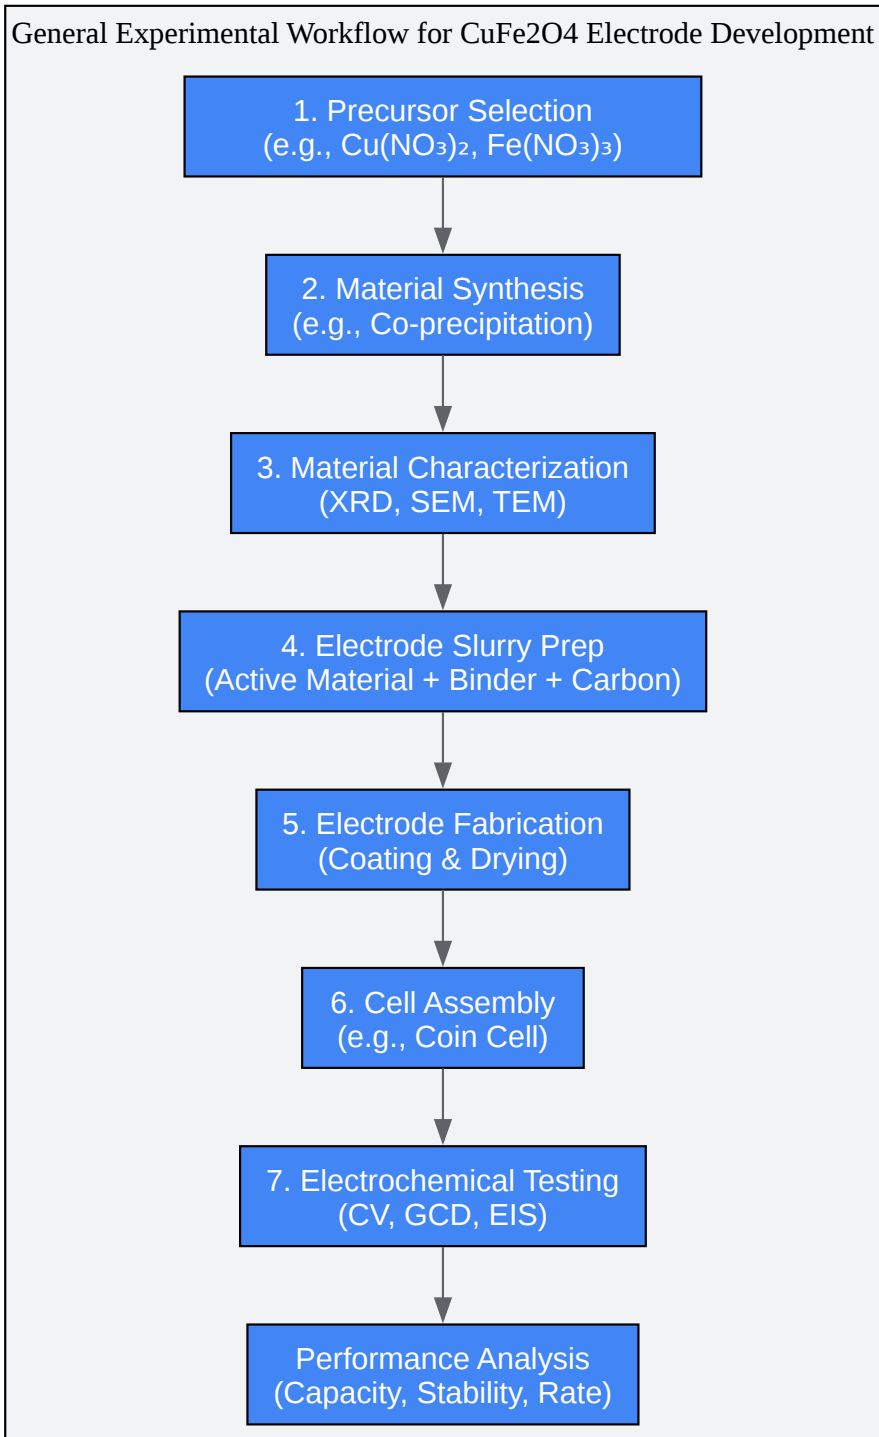 General Experimental Workflow for CuFe2O4 Electrode Development
1. Precursor Selection
(e.g., Cu(NO₃)₂, Fe(NO₃)₃)
2. Material Synthesis
(e.g., Co-precipitation)
3. Material Characterization
(XRD, SEM, TEM)
4. Electrode Slurry Prep
(Active Material + Binder + Carbon)
5. Electrode Fabrication
(Coating & Drying)
6. Cell Assembly
(e.g., Coin Cell)
7. Electrochemical Testing
(CV, GCD, EIS)
Performance Analysis
(Capacity, Stability, Rate)